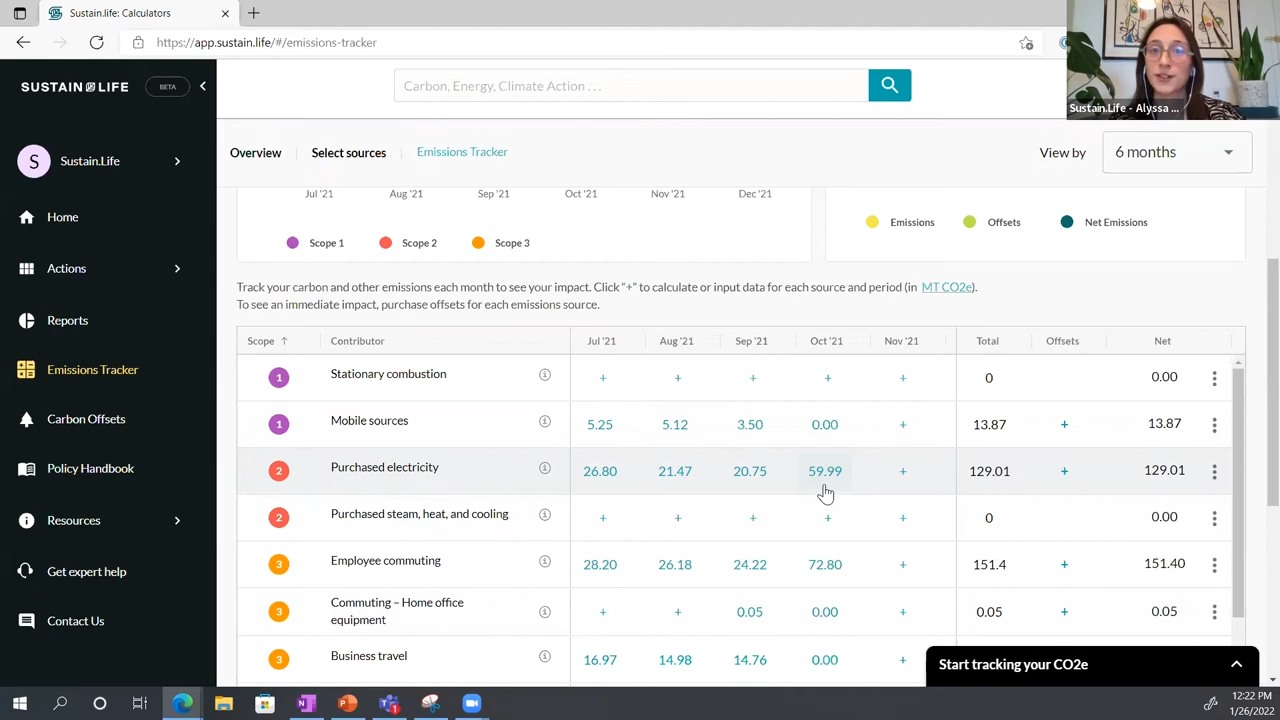 Sustain.life: Calculators
https://app.sustain.life/#/emissions-tracker
SUSTAIN LIFE
BETA
Carbon, Energy, Climate Action . . .
Sustain.Life - Alyssa ...
S
Sustain.Life
Home
Actions
Reports
Emissions Tracker
Carbon Offsets
Policy Handbook
Resources
Get expert help
Contact Us
Overview | Select sources | Emissions Tracker
View by 6 months
Jul '21 Aug '21 Sep '21 Oct '21 Nov '21 Dec '21
Scope 1 Scope 2 Scope 3
Emissions Offsets Net Emissions
Track your carbon and other emissions each month to see your impact. Click “+” to calculate or input data for each source and period (in MT CO2e).
To see an immediate impact, purchase offsets for each emissions source.
Scope ↑ Contributor Jul '21 Aug '21 Sep '21 Oct '21 Nov '21 Total Offsets Net
1 Stationary combustion + + + + + 0 0.00
1 Mobile sources 5.25 5.12 3.50 0.00 + 13.87 + 13.87
2 Purchased electricity 26.80 21.47 20.75 59.99 + 129.01 + 129.01
2 Purchased steam, heat, and cooling + + + + + 0 0.00
3 Employee commuting 28.20 26.18 24.22 72.80 + 151.4 + 151.40
3 Commuting – Home office equipment + + 0.05 0.00 + 0.05 + 0.05
3 Business travel 16.97 14.98 14.76 0.00 +
Start tracking your CO2e
12:22 PM
1/26/2022